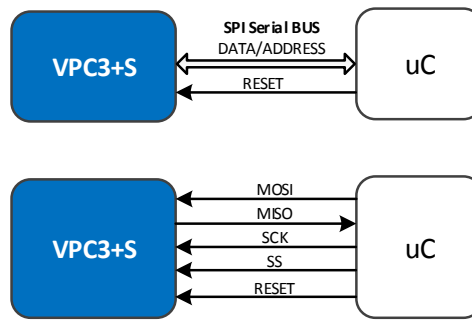 SPI Serial BUS
DATA/ADDRESS
VPC3+S
uC
RESET
MOSI
MISO
VPC3+S
SCK
uC
SS
RESET